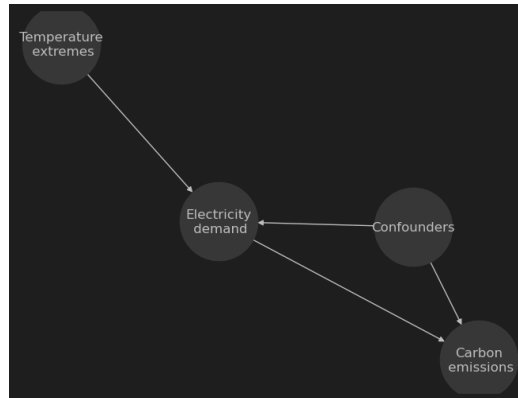 Temperature
extremes
Electricity
demand
Confounders
Carbon
emissions